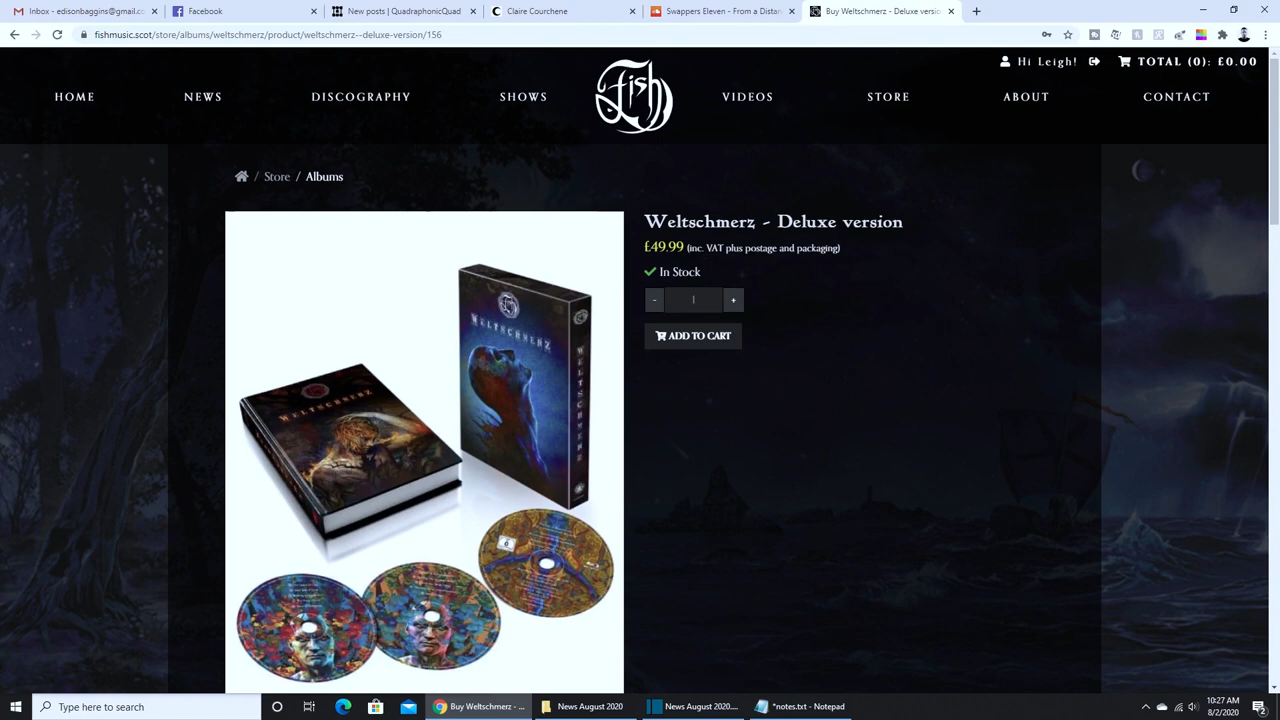 Inbox - edisonbaggins@gmail.co
Facebook
New posts | QuadraphonicQuad
Claire Courchene
Swappers Eleven - From a Distan
Buy Weltschmerz - Deluxe versio
fishmusic.scot/store/albums/weltschmerz/product/weltschmerz--deluxe-version/156
Hi Leigh!
TOTAL (0): £0.00
HOME
NEWS
DISCOGRAPHY
SHOWS
Fish
VIDEOS
STORE
ABOUT
CONTACT
/ Store / Albums
Weltschmerz - Deluxe version
£49.99 (inc. VAT plus postage and packaging)
In Stock
- 1 +
ADD TO CART
WELTSCHMERZ
WELTSCHMERZ
WELTSCHMERZ
Type here to search
Buy Weltschmerz - ...
News August 2020
News August 2020....
*notes.txt - Notepad
10:27 AM
8/2/2020
2